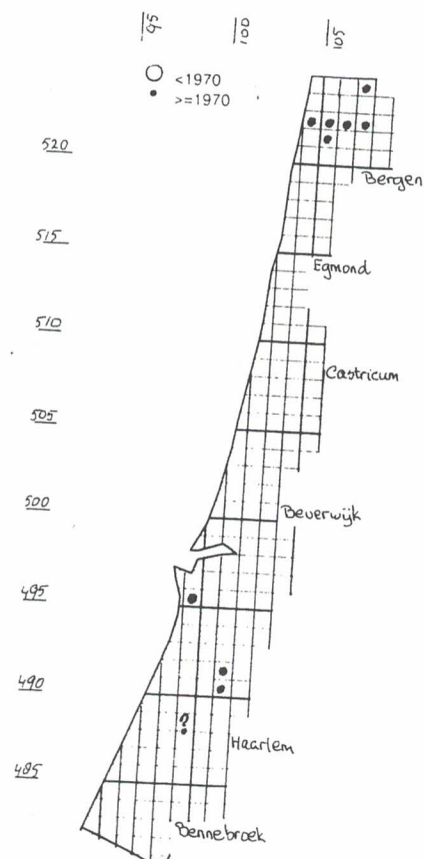 95 100 105
<1970
>=1970
520
Bergen
515
Egmond
510
Castricum
505
500
Beverwijk
495
490
?
Haarlem
485
Bennebroek